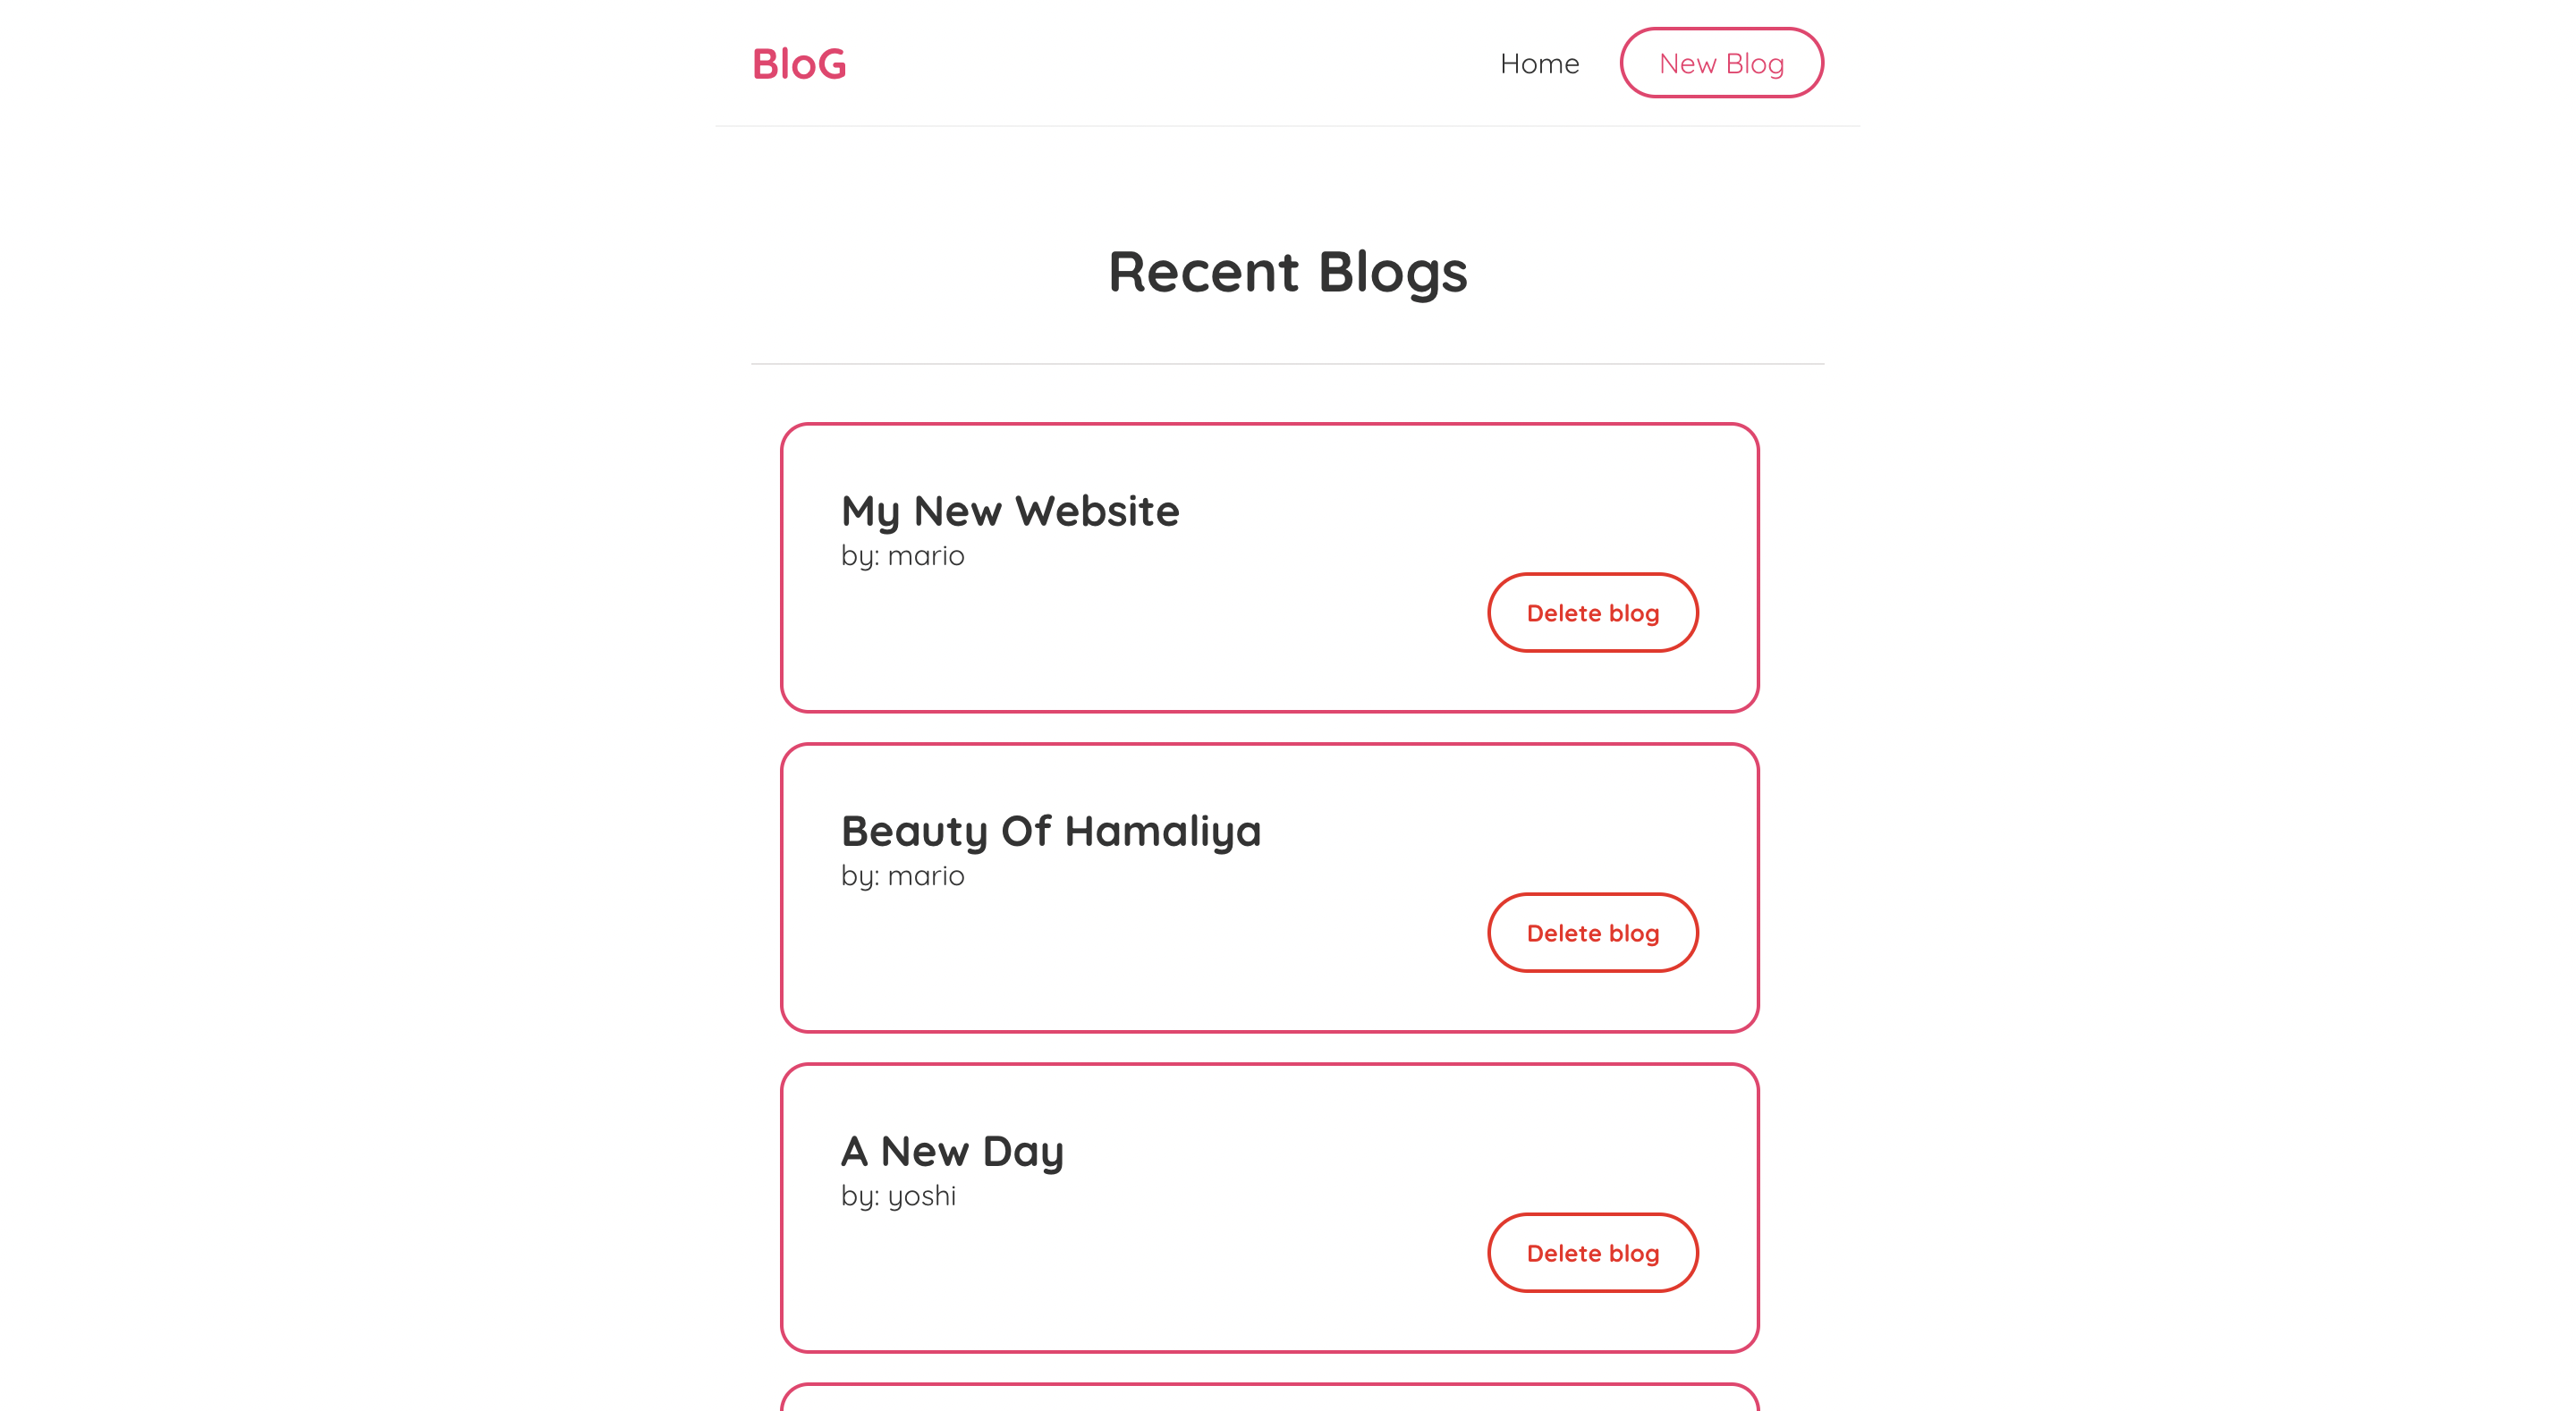 BloG
Home
New Blog
Recent Blogs
My New Website
by: mario
Delete blog
Beauty Of Hamaliya
by: mario
Delete blog
A New Day
by: yoshi
Delete blog